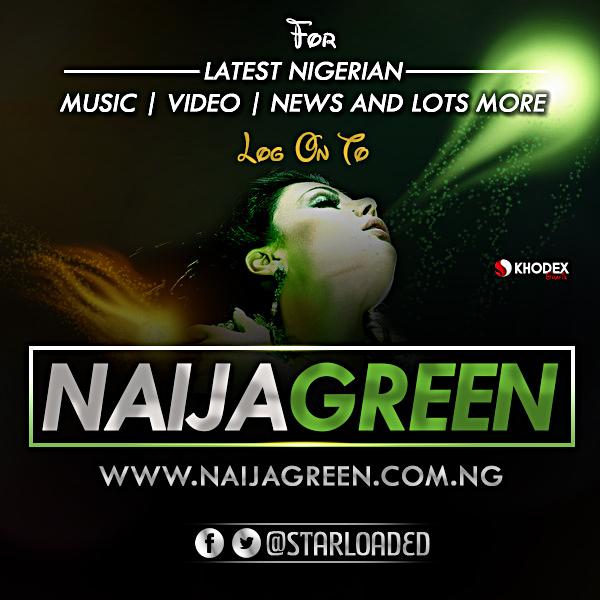 For
LATEST NIGERIAN
MUSIC | VIDEO | NEWS AND LOTS MORE
Log On To
KHODEX
NAIJAGREEN
WWW.NAIJAGREEN.COM.NG
@STARLOADED